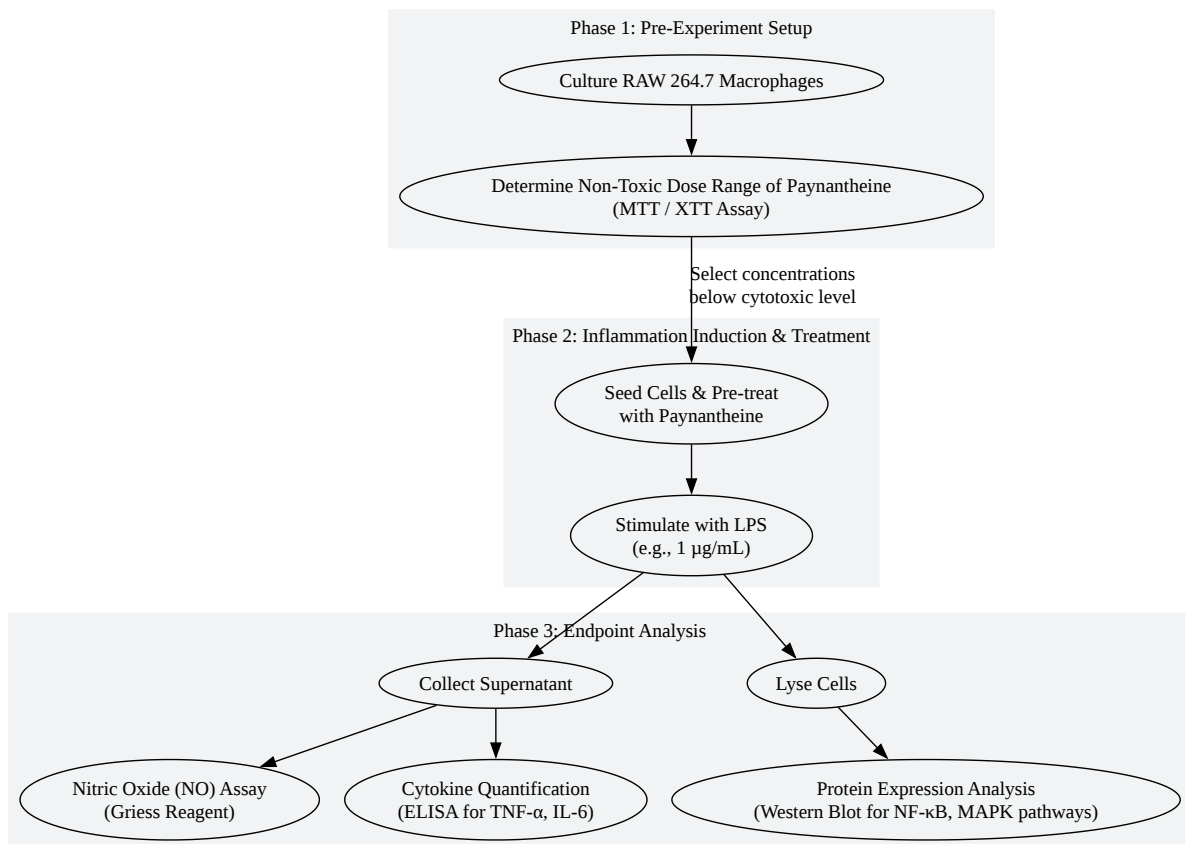 Phase 1: Pre-Experiment Setup
Culture RAW 264.7 Macrophages
Determine Non-Toxic Dose Range of Paynantheine
(MTT / XTT Assay)
Select concentrations
below cytotoxic level
Phase 2: Inflammation Induction & Treatment
Seed Cells & Pre-treat
with Paynantheine
Stimulate with LPS
(e.g., 1 µg/mL)
Phase 3: Endpoint Analysis
Collect Supernatant
Lyse Cells
Nitric Oxide (NO) Assay
(Griess Reagent)
Cytokine Quantification
(ELISA for TNF-α, IL-6)
Protein Expression Analysis
(Western Blot for NF-κB, MAPK pathways)